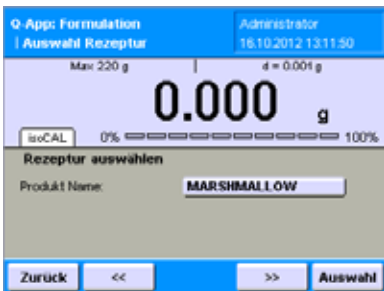 Q-App: Formulation
Administrator
| Auswahl Rezeptur
16.10.2012 13:11:50
Max 220 g
d = 0.001 g
0.000 g
isoCAL
0%
100%
Rezeptur auswählen
Produkt Name:
MARSHMALLOW
Zurück
<<
>>
Auswahl